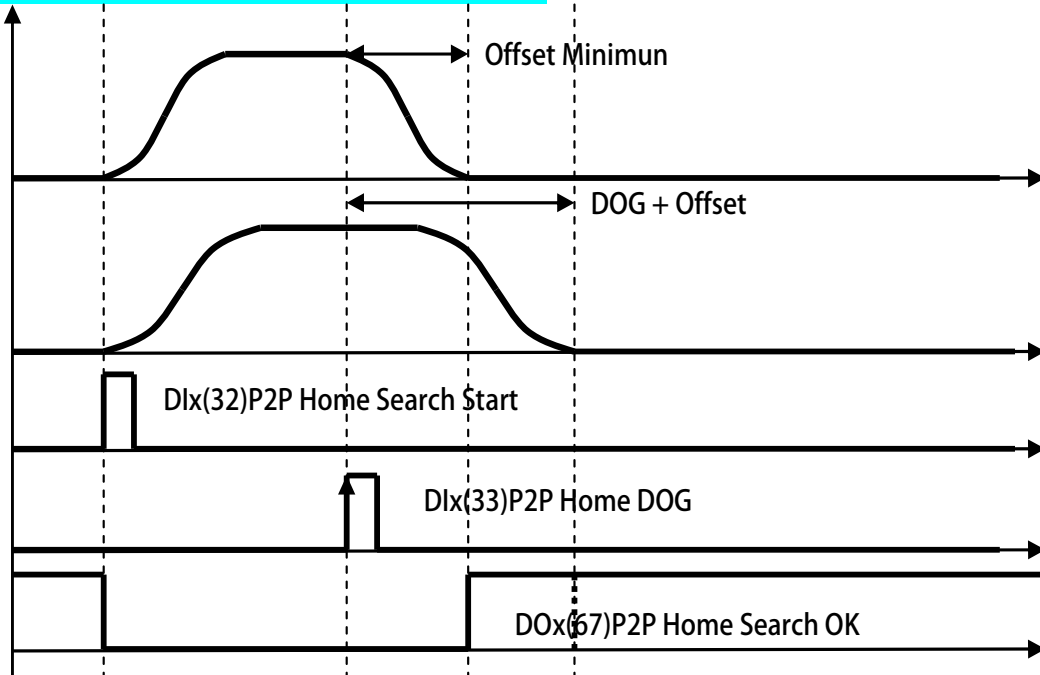 Offset Minimun
DOG + Offset
DIx(32)P2P Home Search Start
DIx(33)P2P Home DOG
DOx(67)P2P Home Search OK